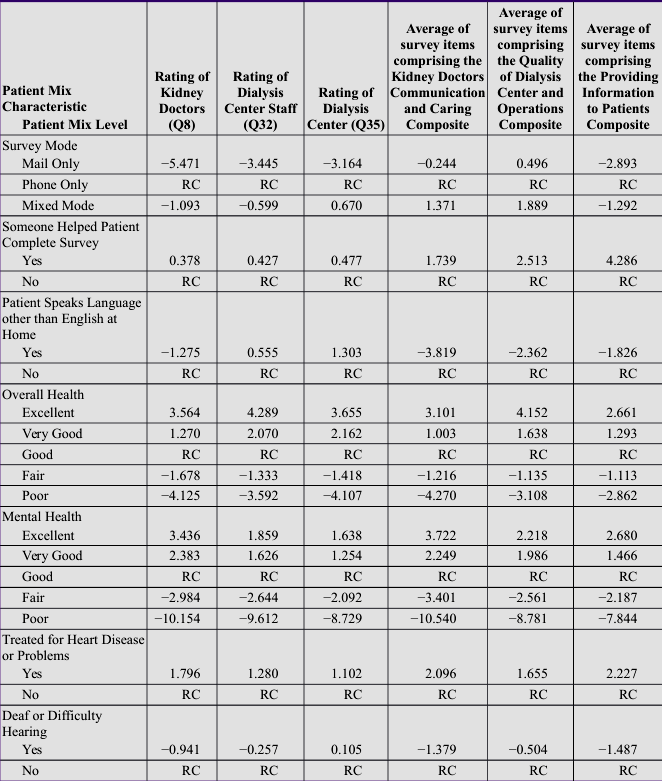 Patient Mix Characteristic Patient Mix Level | Rating of Kidney Doctors (Q8) | Rating of Dialysis Center Staff (Q32) | Rating of Dialysis Center (Q35) | Average of survey items comprising the Kidney Doctors Communication and Caring Composite | Average of survey items comprising the Quality of Dialysis Center and Operations Composite | Average of survey items comprising the Providing Information to Patients Composite
Survey Mode
Mail Only −5.471 −3.445 −3.164 −0.244 0.496 −2.893
Phone Only RC RC RC RC RC RC
Mixed Mode −1.093 −0.599 0.670 1.371 1.889 −1.292
Someone Helped Patient
Complete Survey
Yes 0.378 0.427 0.477 1.739 2.513 4.286
No RC RC RC RC RC RC
Patient Speaks Language
other than English at
Home
Yes −1.275 0.555 1.303 −3.819 −2.362 −1.826
No RC RC RC RC RC RC
Overall Health
Excellent 3.564 4.289 3.655 3.101 4.152 2.661
Very Good 1.270 2.070 2.162 1.003 1.638 1.293
Good RC RC RC RC RC RC
Fair −1.678 −1.333 −1.418 −1.216 −1.135 −1.113
Poor −4.125 −3.592 −4.107 −4.270 −3.108 −2.862
Mental Health
Excellent 3.436 1.859 1.638 3.722 2.218 2.680
Very Good 2.383 1.626 1.254 2.249 1.986 1.466
Good RC RC RC RC RC RC
Fair −2.984 −2.644 −2.092 −3.401 −2.561 −2.187
Poor −10.154 −9.612 −8.729 −10.540 −8.781 −7.844
Treated for Heart Disease
or Problems
Yes 1.796 1.280 1.102 2.096 1.655 2.227
No RC RC RC RC RC RC
Deaf or Difficulty
Hearing
Yes −0.941 −0.257 0.105 −1.379 −0.504 −1.487
No RC RC RC RC RC RC